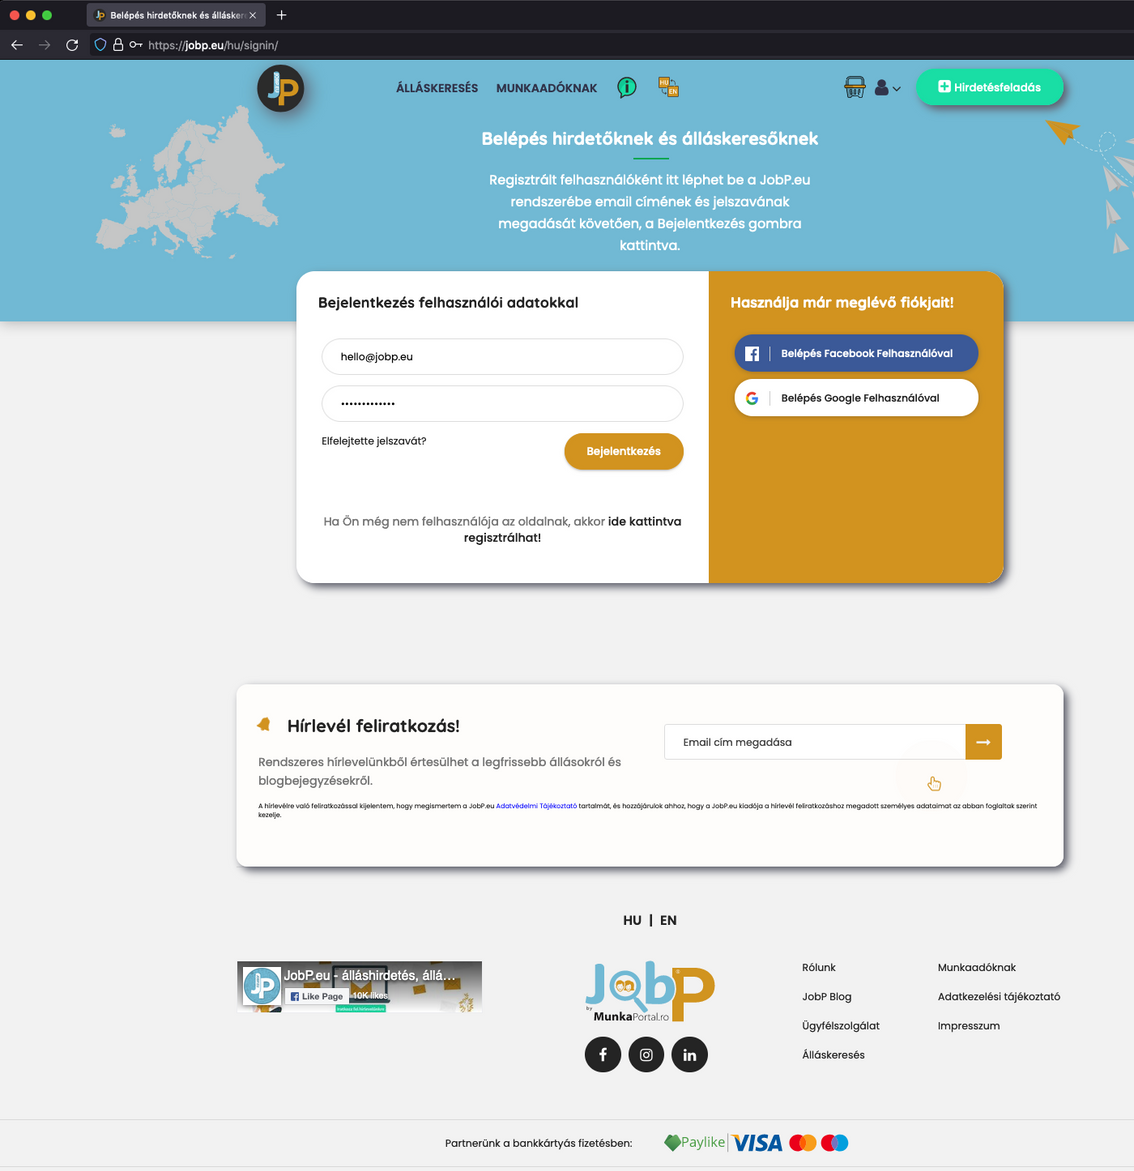 Belépés hirdetőknek és álláskere
https://jobp.eu/hu/signin/
JP
ÁLLÁSKERESÉS
MUNKAADÓKNAK
HU
EN
Hirdetésfeladás
Belépés hirdetőknek és álláskeresőknek
Regisztrált felhasználóként itt léphet be a JobP.eu
rendszerébe email címének és jelszavának
megadását követően, a Bejelentkezés gombra
kattintva.
Bejelentkezés felhasználói adatokkal
hello@jobp.eu
•••••••••••••
Elfelejtette jelszavát?
Bejelentkezés
Ha Ön még nem felhasználója az oldalnak, akkor ide kattintva
regisztrálhat!
Használja már meglévő fiókjait!
Belépés Facebook Felhasználóval
Belépés Google Felhasználóval
Hírlevél feliratkozás!
Rendszeres hírlevelünkből értesülhet a legfrissebb állásokról és
blogbejegyzésekről.
Email cím megadása
A hírlevélre való feliratkozással kijelentem, hogy megismertem a JobP.eu Adatvédelmi Tájékoztató tartalmát, és hozzájárulok ahhoz, hogy a JobP.eu kiadója a hírlevél feliratkozáshoz megadott személyes adataimat az abban foglaltak szerint
kezelje.
HU | EN
JP
JobP.eu - álláshirdetés, állá...
Like Page
10K likes
JobP
by MunkaPortal.ro
Rólunk
JobP Blog
Ügyfélszolgálat
Álláskeresés
Munkaadóknak
Adatkezelési tájékoztató
Impresszum
Partnerünk a bankkártyás fizetésben:
Paylike
VISA